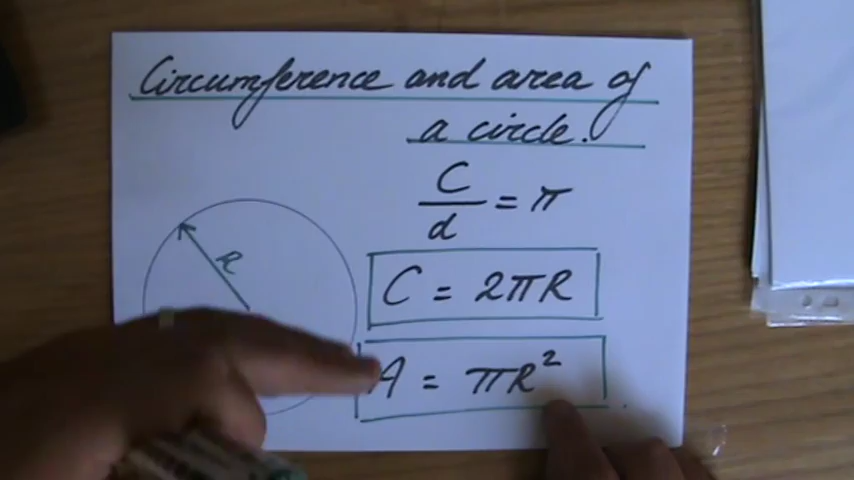 Circumference and area of
a circle.
C/d = π
R
C = 2πR
A = πR²